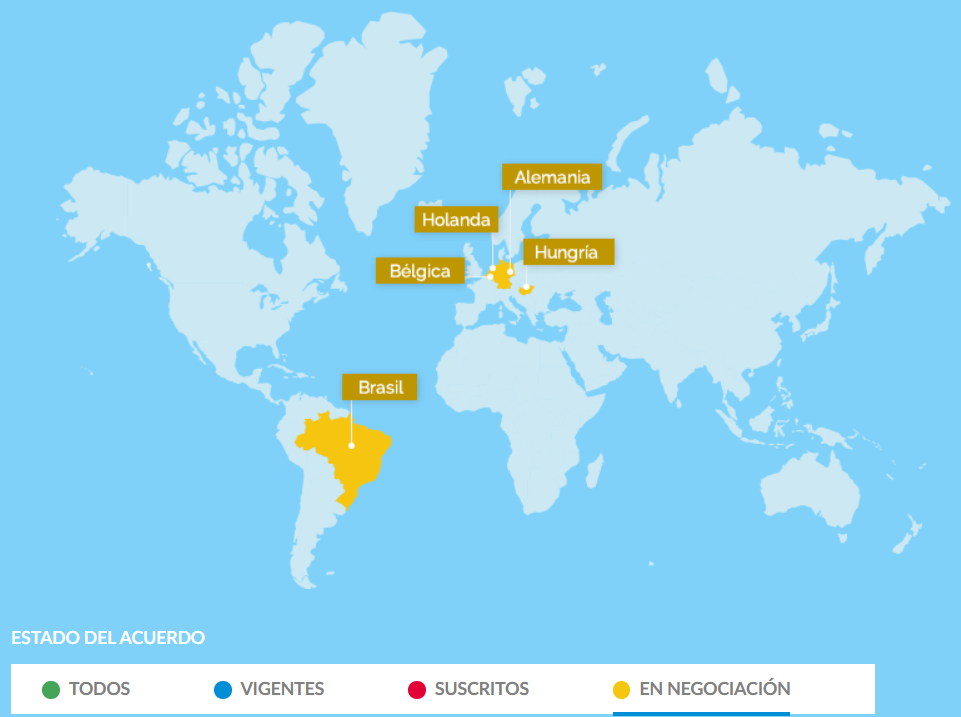 Alemania
Holanda
Hungría
Bélgica
Brasil
ESTADO DEL ACUERDO
TODOS VIGENTES SUSCRITOS EN NEGOCIACIÓN